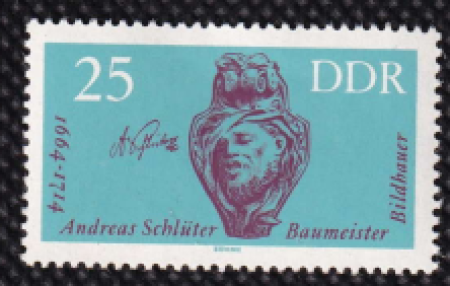 25
DDR
1664-1714
Andreas Schlüter
Baumeister
Bildhauer